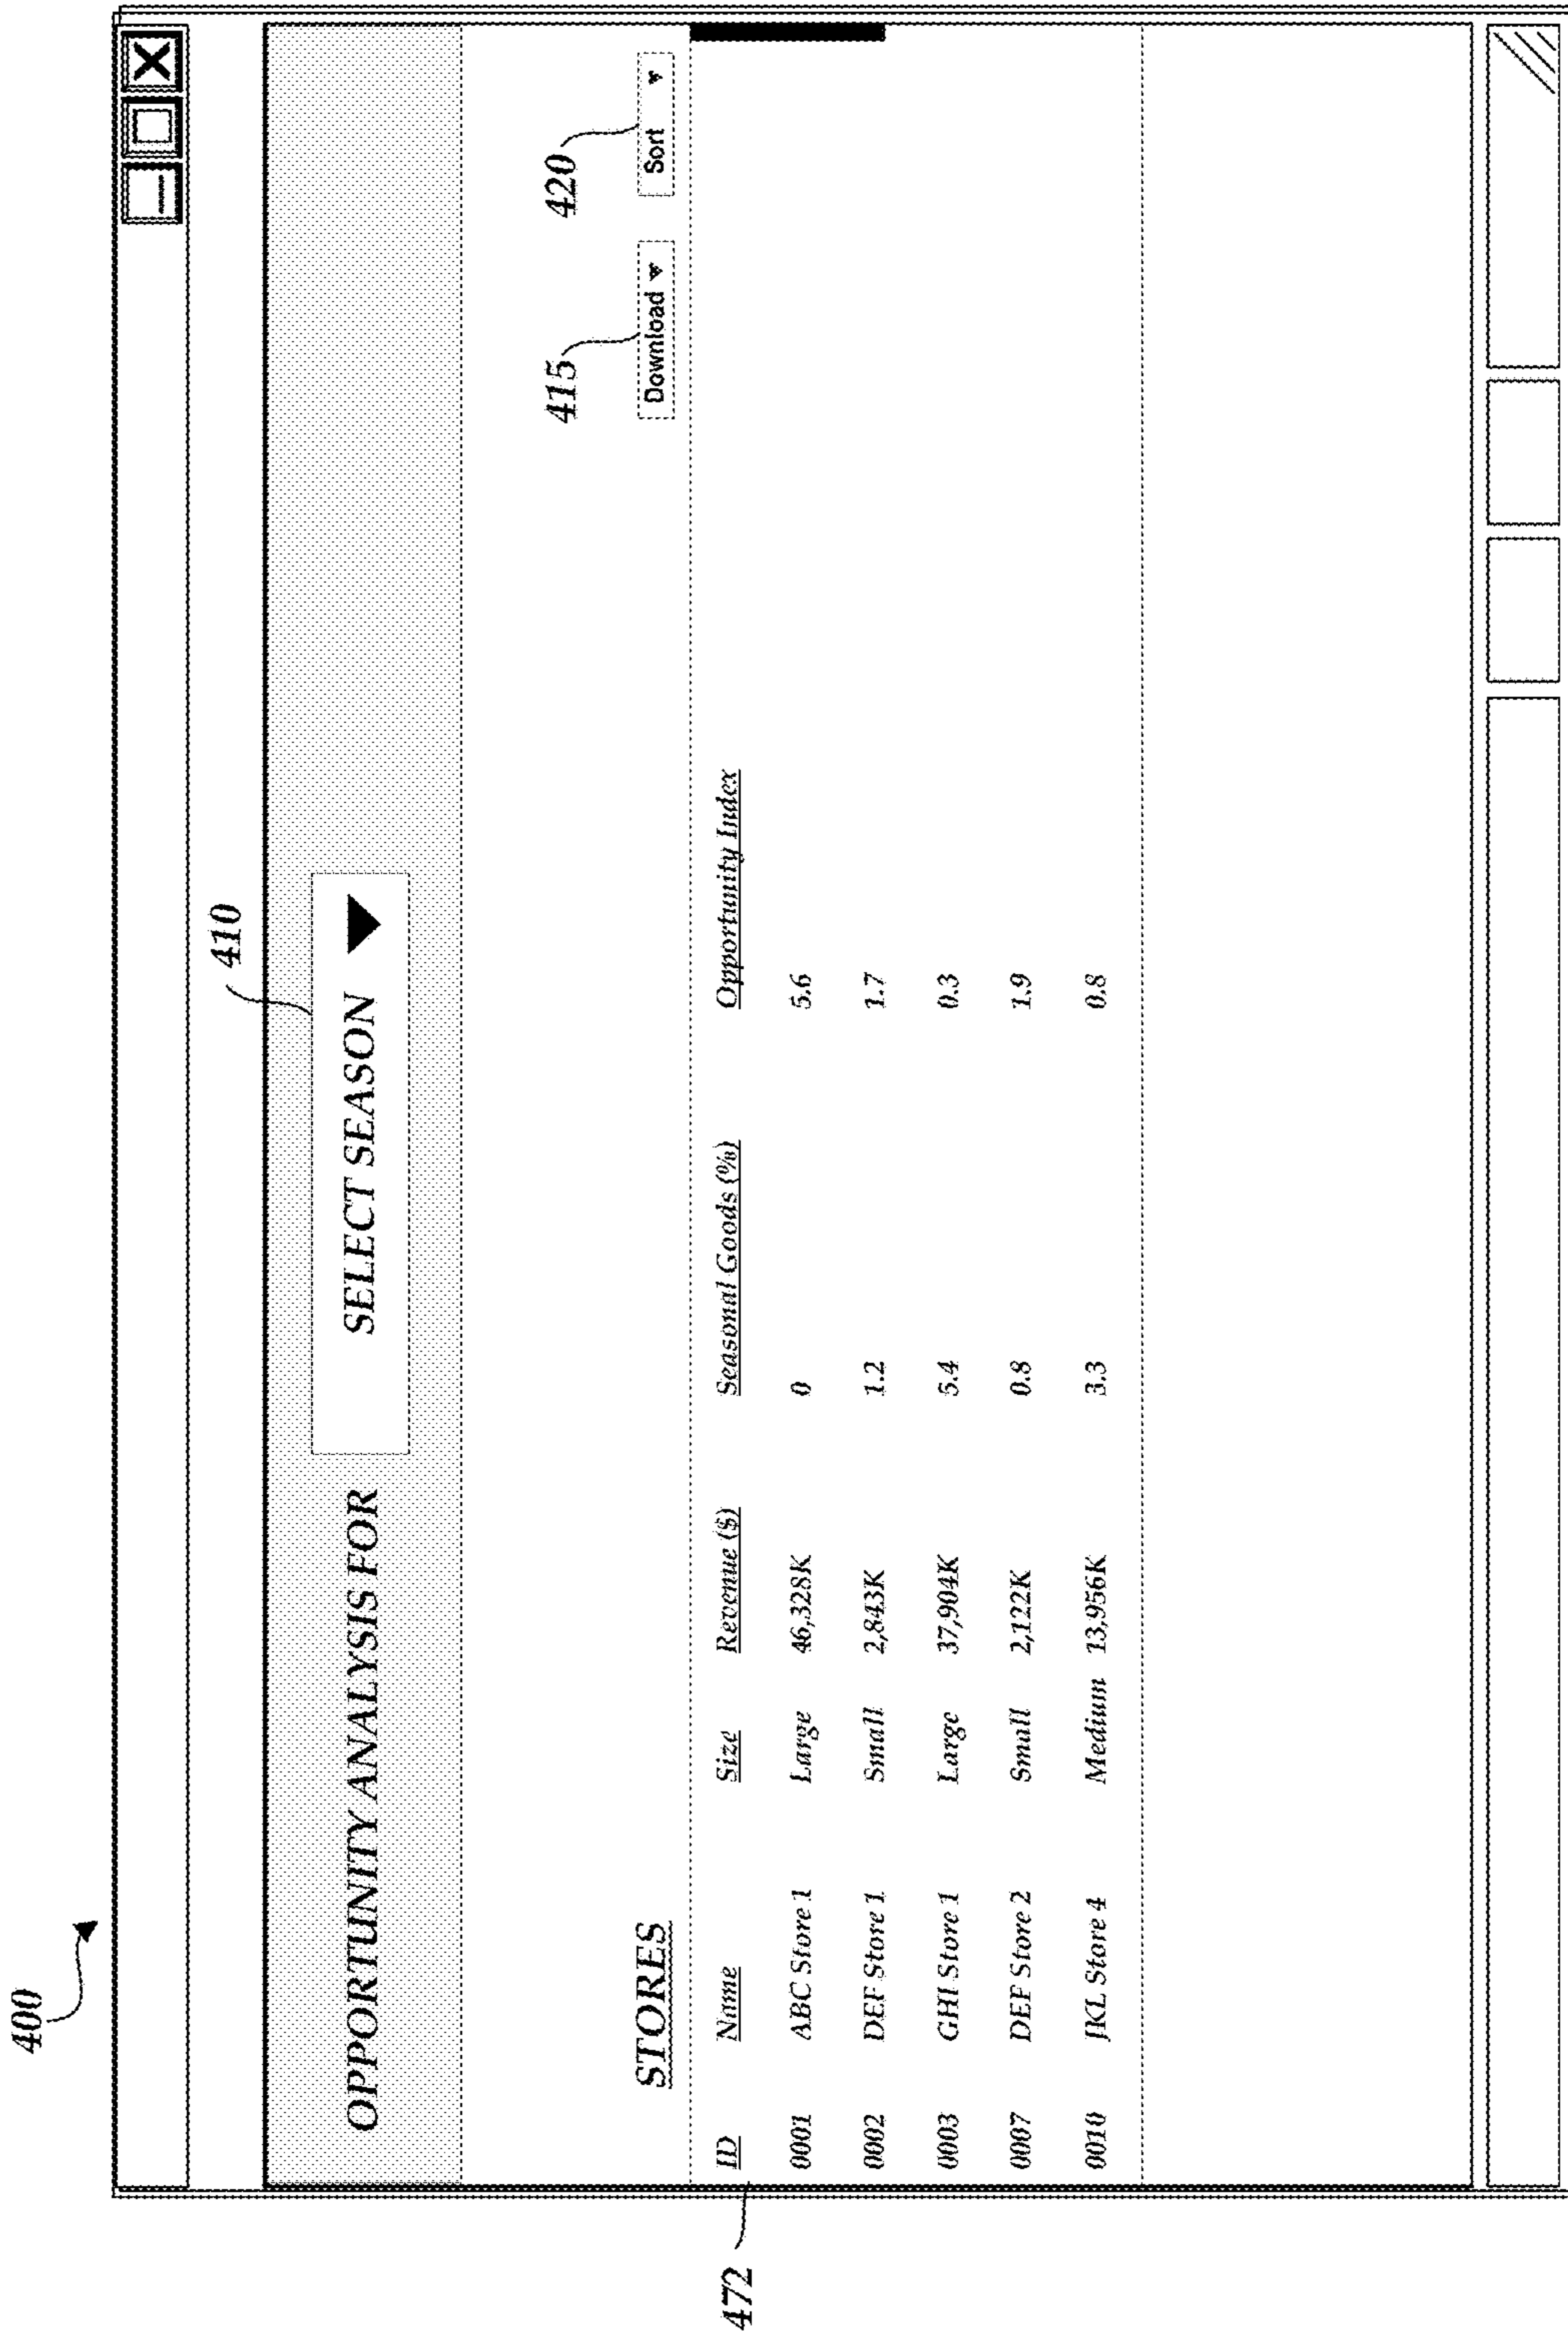 400
410
OPPORTUNITY ANALYSIS FOR SELECT SEASON
415
420
STORES Download Sort
472
ID Name Size Revenue ($) Seasonal Goods (%) Opportunity Index
0001 ABC Store 1 Large 46,328K 0 5.6
0002 DEF Store 1 Small 2,843K 1.2 1.7
0003 GHI Store 1 Large 37,904K 5.4 0.3
0007 DEF Store 2 Small 2,122K 0.8 1.9
0010 JKL Store 4 Medium 13,956K 3.3 0.8